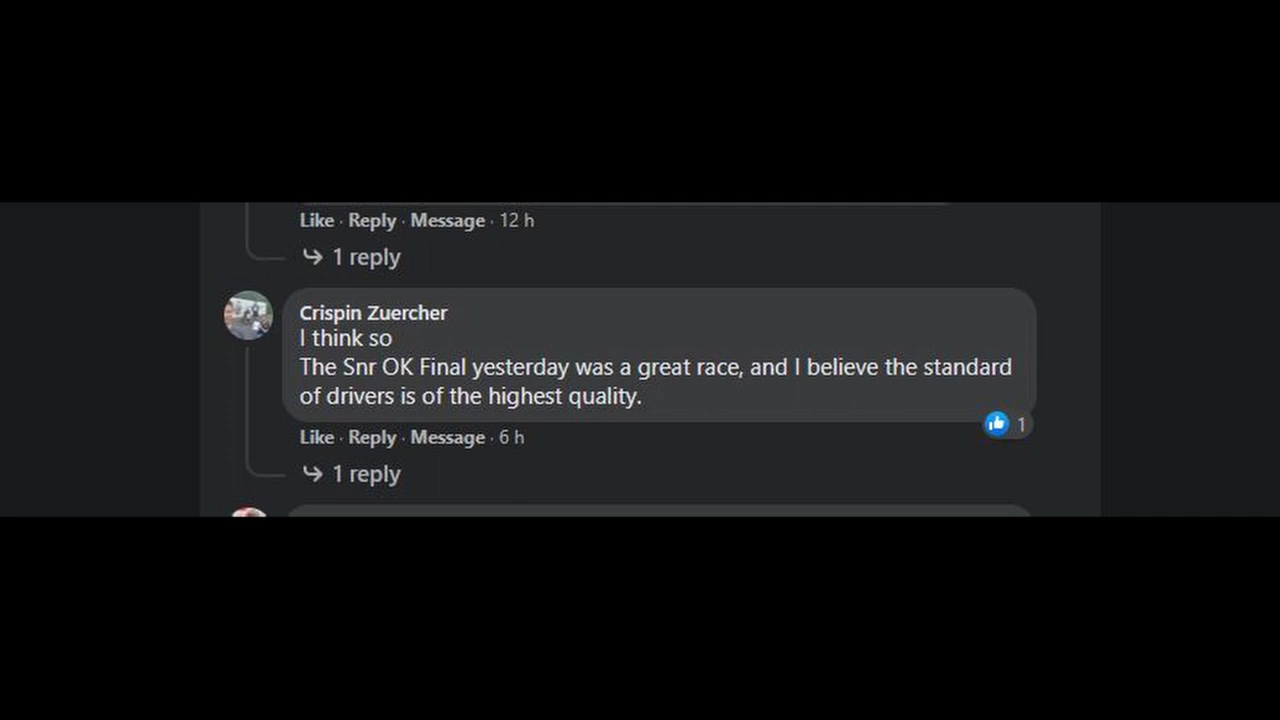 Like · Reply · Message · 12 h
1 reply
Crispin Zuercher
I think so
The Snr OK Final yesterday was a great race, and I believe the standard
of drivers is of the highest quality.
1
Like · Reply · Message · 6 h
1 reply